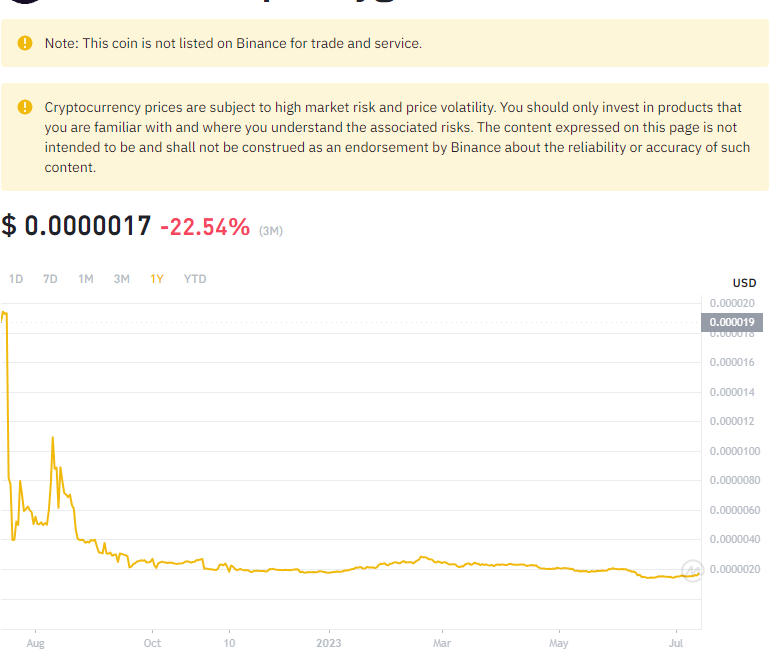 Note: This coin is not listed on Binance for trade and service.
Cryptocurrency prices are subject to high market risk and price volatility. You should only invest in products that
you are familiar with and where you understand the associated risks. The content expressed on this page is not
intended to be and shall not be construed as an endorsement by Binance about the reliability or accuracy of such
content.
$ 0.0000017 -22.54% (3M)
1D 7D 1M 3M 1Y YTD
USD
0.000020
0.000019
0.000018
0.000016
0.000014
0.000012
0.0000100
0.0000080
0.0000060
0.0000040
0.0000020
Aug Oct 10 2023 Mar May Jul